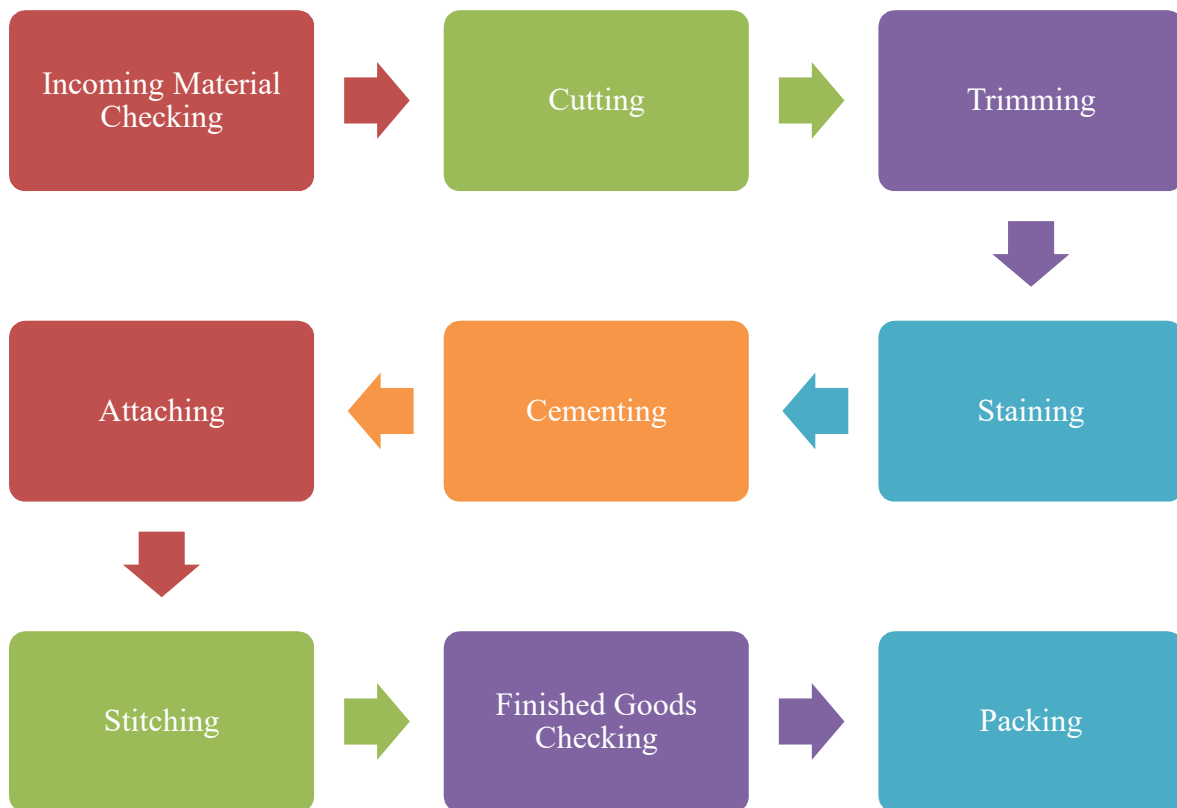 Incoming Material
Checking
Cutting
Trimming
Staining
Cementing
Attaching
Stitching
Finished Goods
Checking
Packing